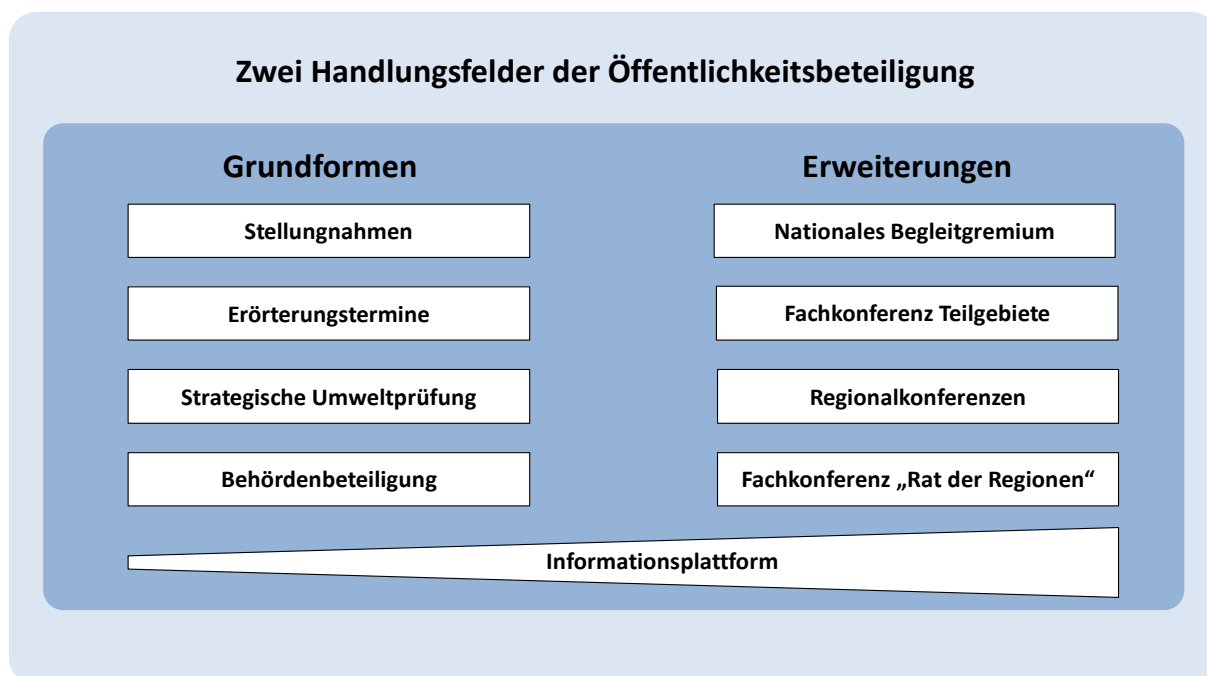 Zwei Handlungsfelder der Öffentlichkeitsbeteiligung
Grundformen
Stellungnahmen
Erörterungstermine
Strategische Umweltprüfung
Behördenbeteiligung
Erweiterungen
Nationales Begleitgremium
Fachkonferenz Teilgebiete
Regionalkonferenzen
Fachkonferenz „Rat der Regionen“
Informationsplattform